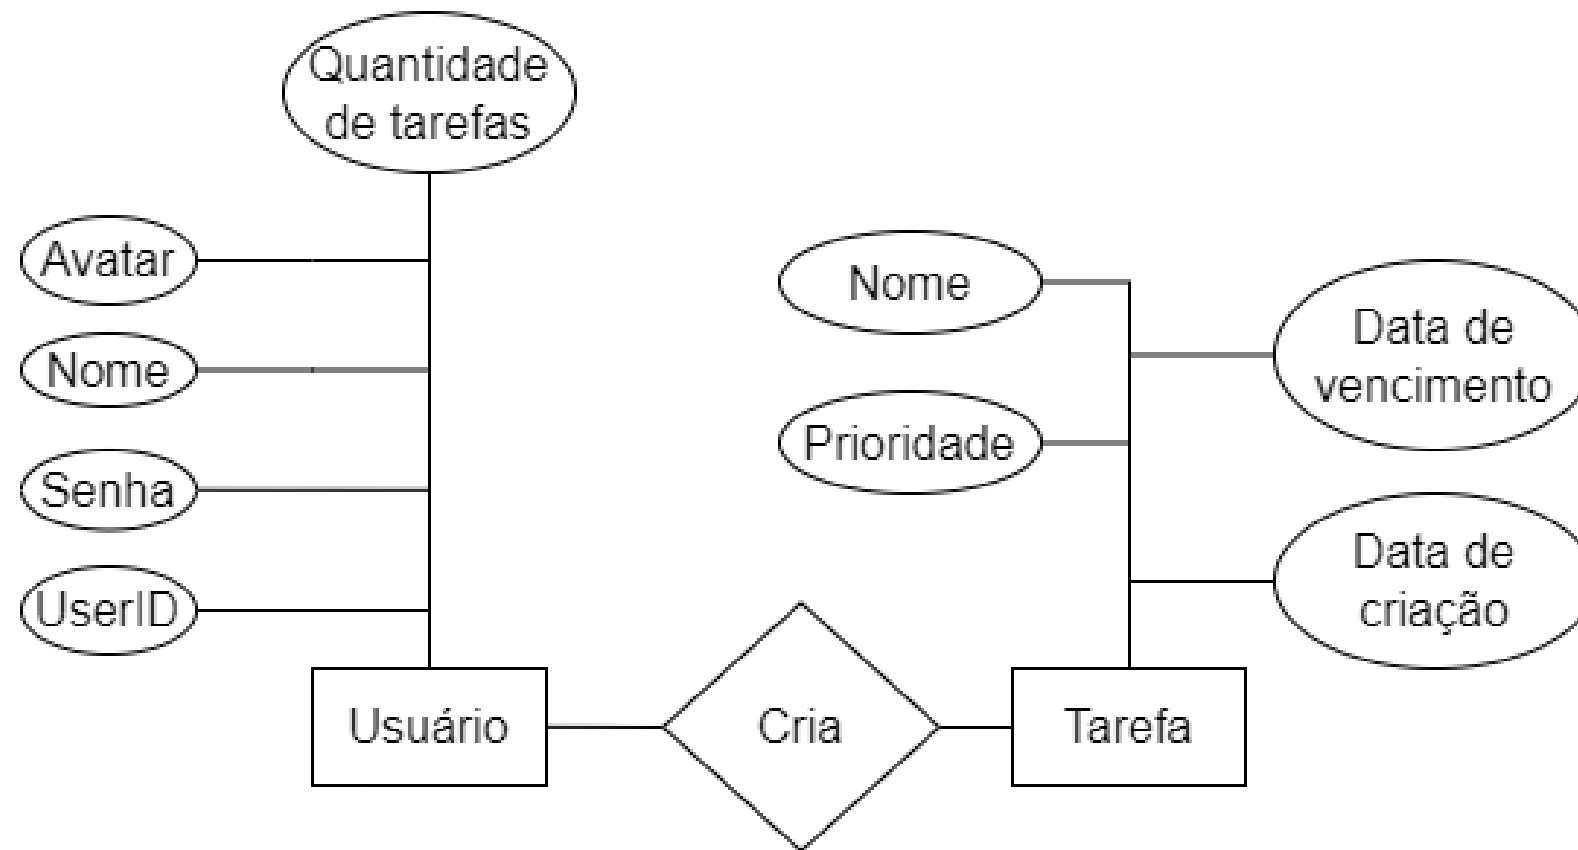 Quantidade
de tarefas
Avatar
Nome
Senha
UserID
Usuário
Cria
Nome
Prioridade
Data de
vencimento
Data de
criação
Tarefa